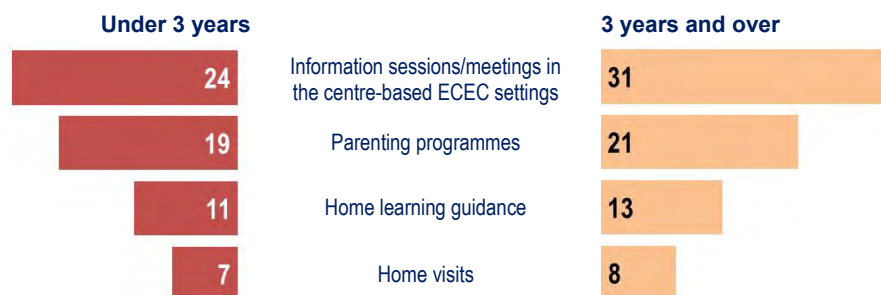 Under 3 years 3 years and over
24 Information sessions/meetings in 31
the centre-based ECEC settings
19 Parenting programmes 21
11 Home learning guidance 13
7 Home visits 8